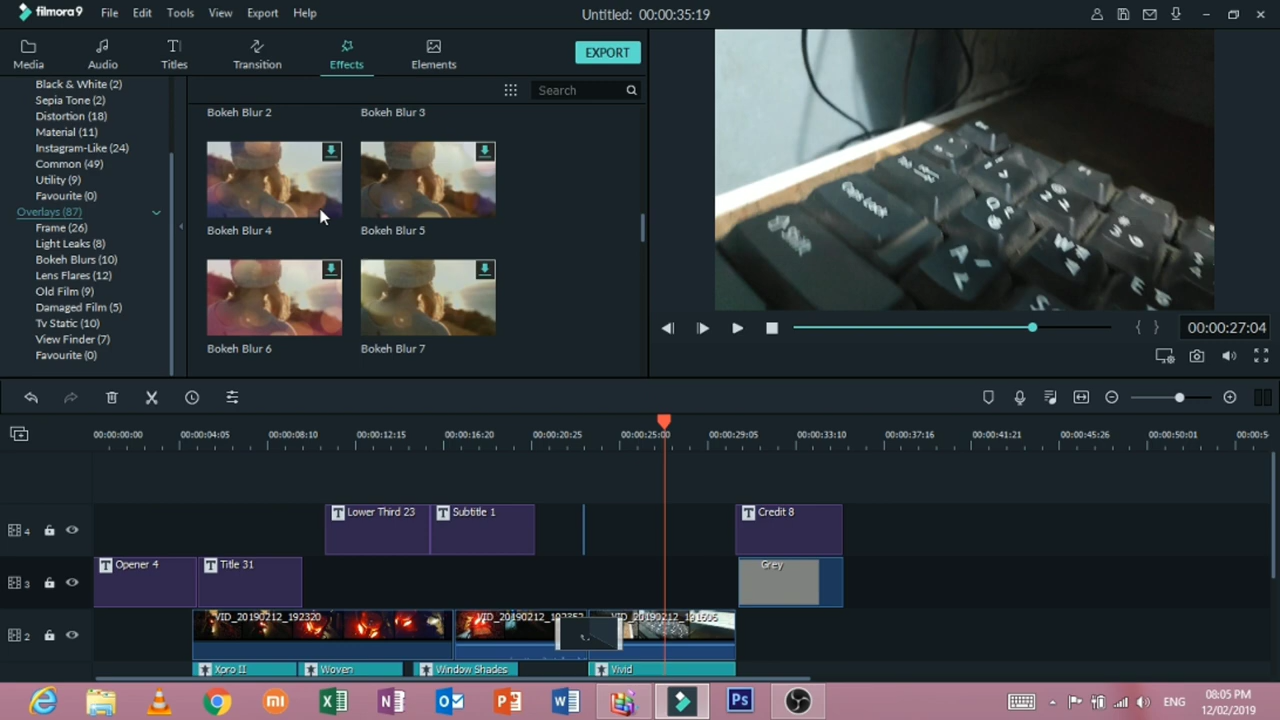 filmora9 File Edit Tools View Export Help Untitled: 00:00:35:19
Media Audio Titles Transition Effects Elements EXPORT
Search
Black & White (2)
Sepia Tone (2)
Distortion (18)
Material (11)
Instagram-Like (24)
Common (49)
Utility (9)
Favourite (0)
Overlays (87)
Frame (26)
Light Leaks (8)
Bokeh Blurs (10)
Lens Flares (12)
Old Film (9)
Damaged Film (5)
Tv Static (10)
View Finder (7)
Favourite (0)
Bokeh Blur 2 Bokeh Blur 3
Bokeh Blur 4 Bokeh Blur 5
Bokeh Blur 6 Bokeh Blur 7
Caps Lock
Shift
Q
A
W
S
E
{ } 00:00:27:04
00:00:00:00 00:00:04:05 00:00:08:10 00:00:12:15 00:00:16:20 00:00:20:25 00:00:25:00 00:00:29:05 00:00:33:10 00:00:37:16 00:00:41:21 00:00:45:26 00:00:50:01 00:00:5
4 T Lower Third 23 T Subtitle 1 T Credit 8
3 T Opener 4 T Title 31 Grey
2 VID_20190212_192320
Xpro II Woven Window Shades Vivid
ENG 08:05 PM
12/02/2019